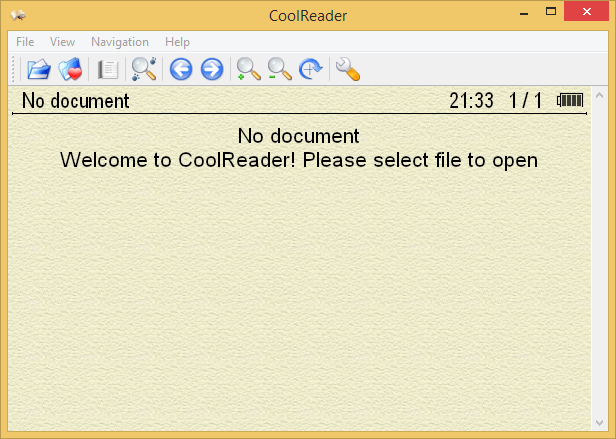 CoolReader
File View Navigation Help
No document 21:33 1 / 1
No document
Welcome to CoolReader! Please select file to open